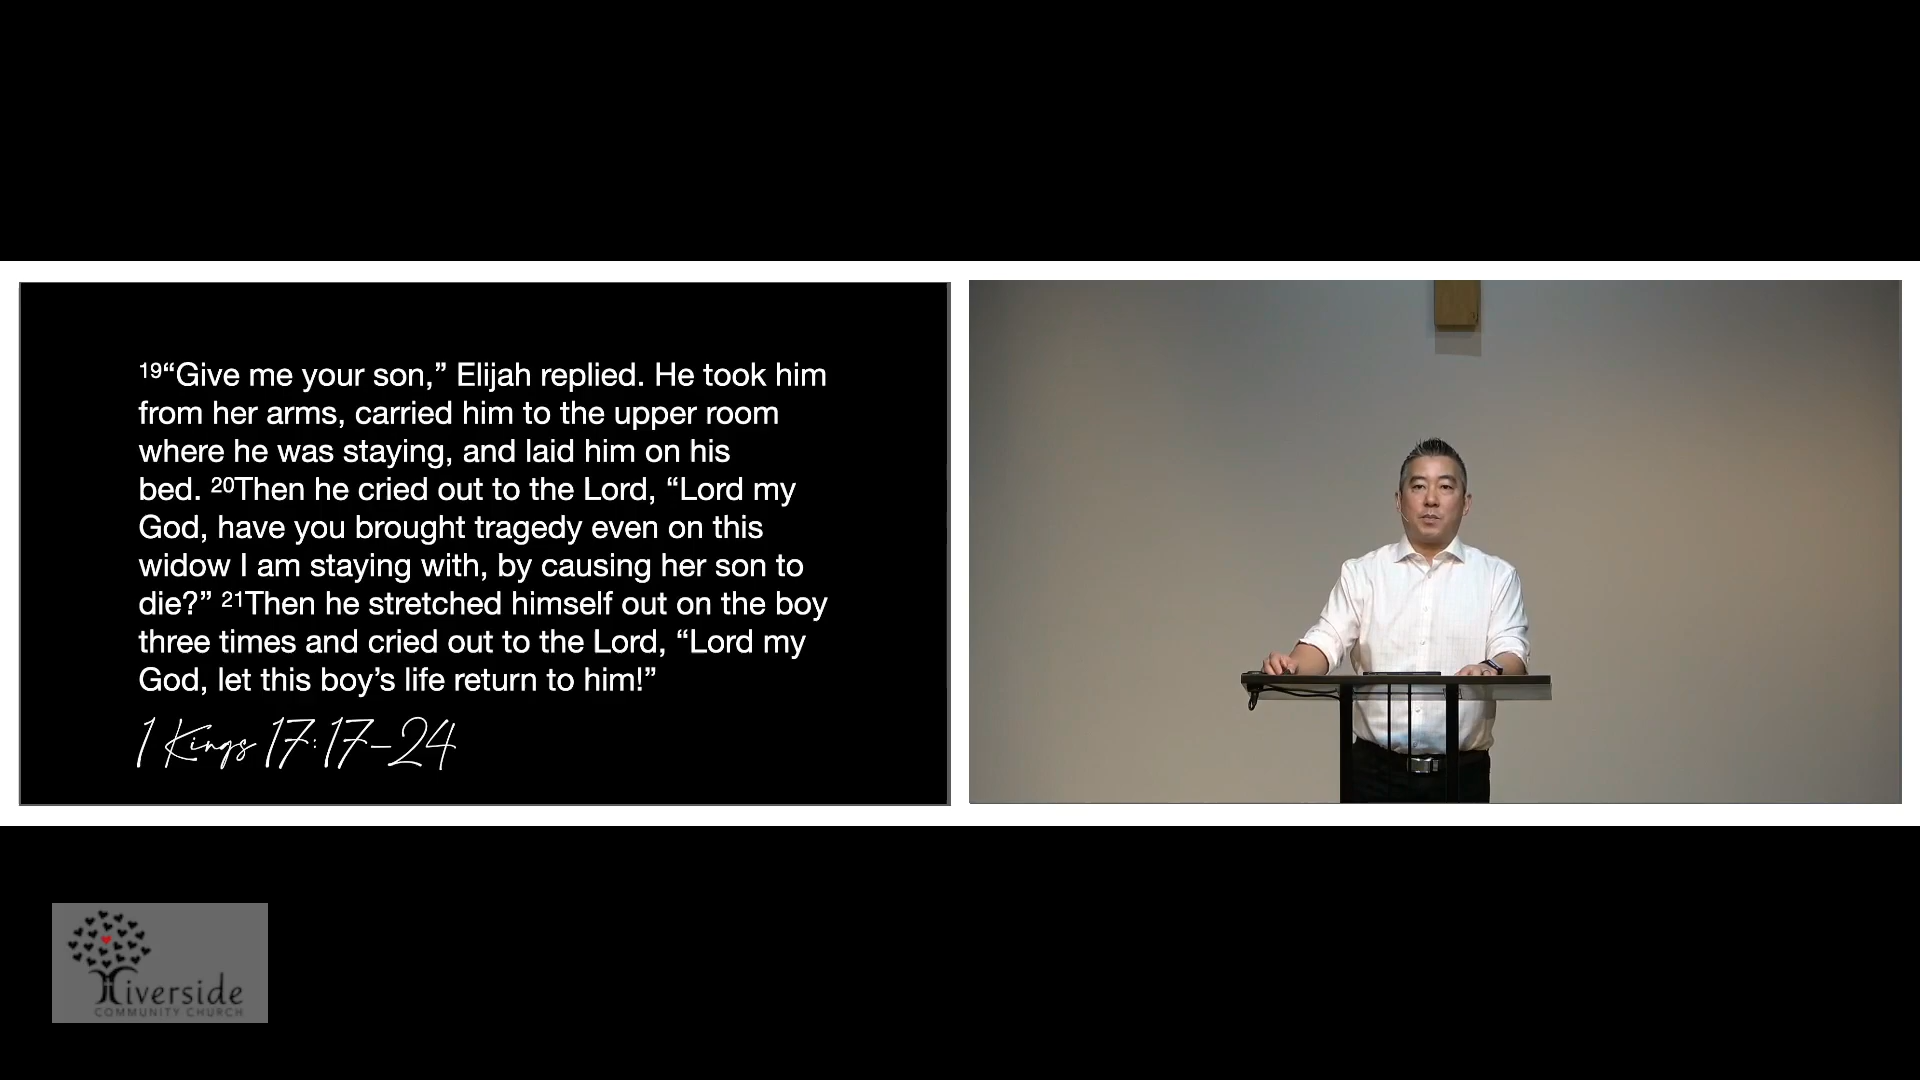 ¹⁹“Give me your son,” Elijah replied. He took him
from her arms, carried him to the upper room
where he was staying, and laid him on his
bed. ²⁰Then he cried out to the Lord, “Lord my
God, have you brought tragedy even on this
widow I am staying with, by causing her son to
die?” ²¹Then he stretched himself out on the boy
three times and cried out to the Lord, “Lord my
God, let this boy’s life return to him!”
1 Kings 17:17-24
Riverside
COMMUNITY CHURCH